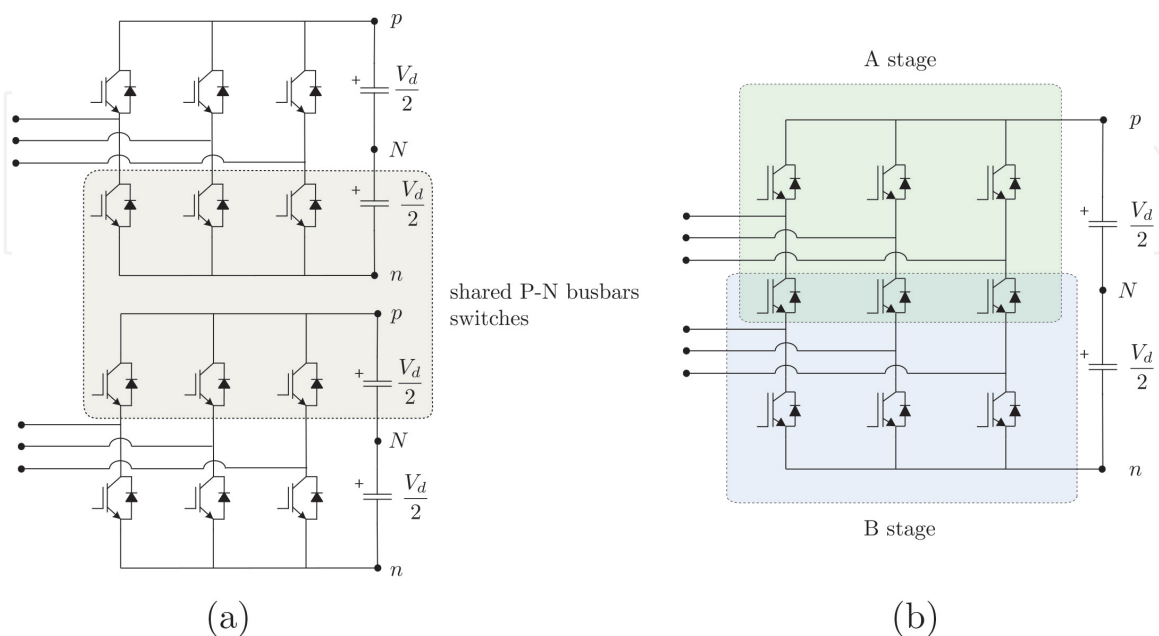 p
+
V_d
2
N
+
V_d
2
n
shared P-N busbars
switches
p
+
V_d
2
N
+
V_d
2
n
(a)
A stage
p
+
V_d
2
N
+
V_d
2
n
B stage
(b)